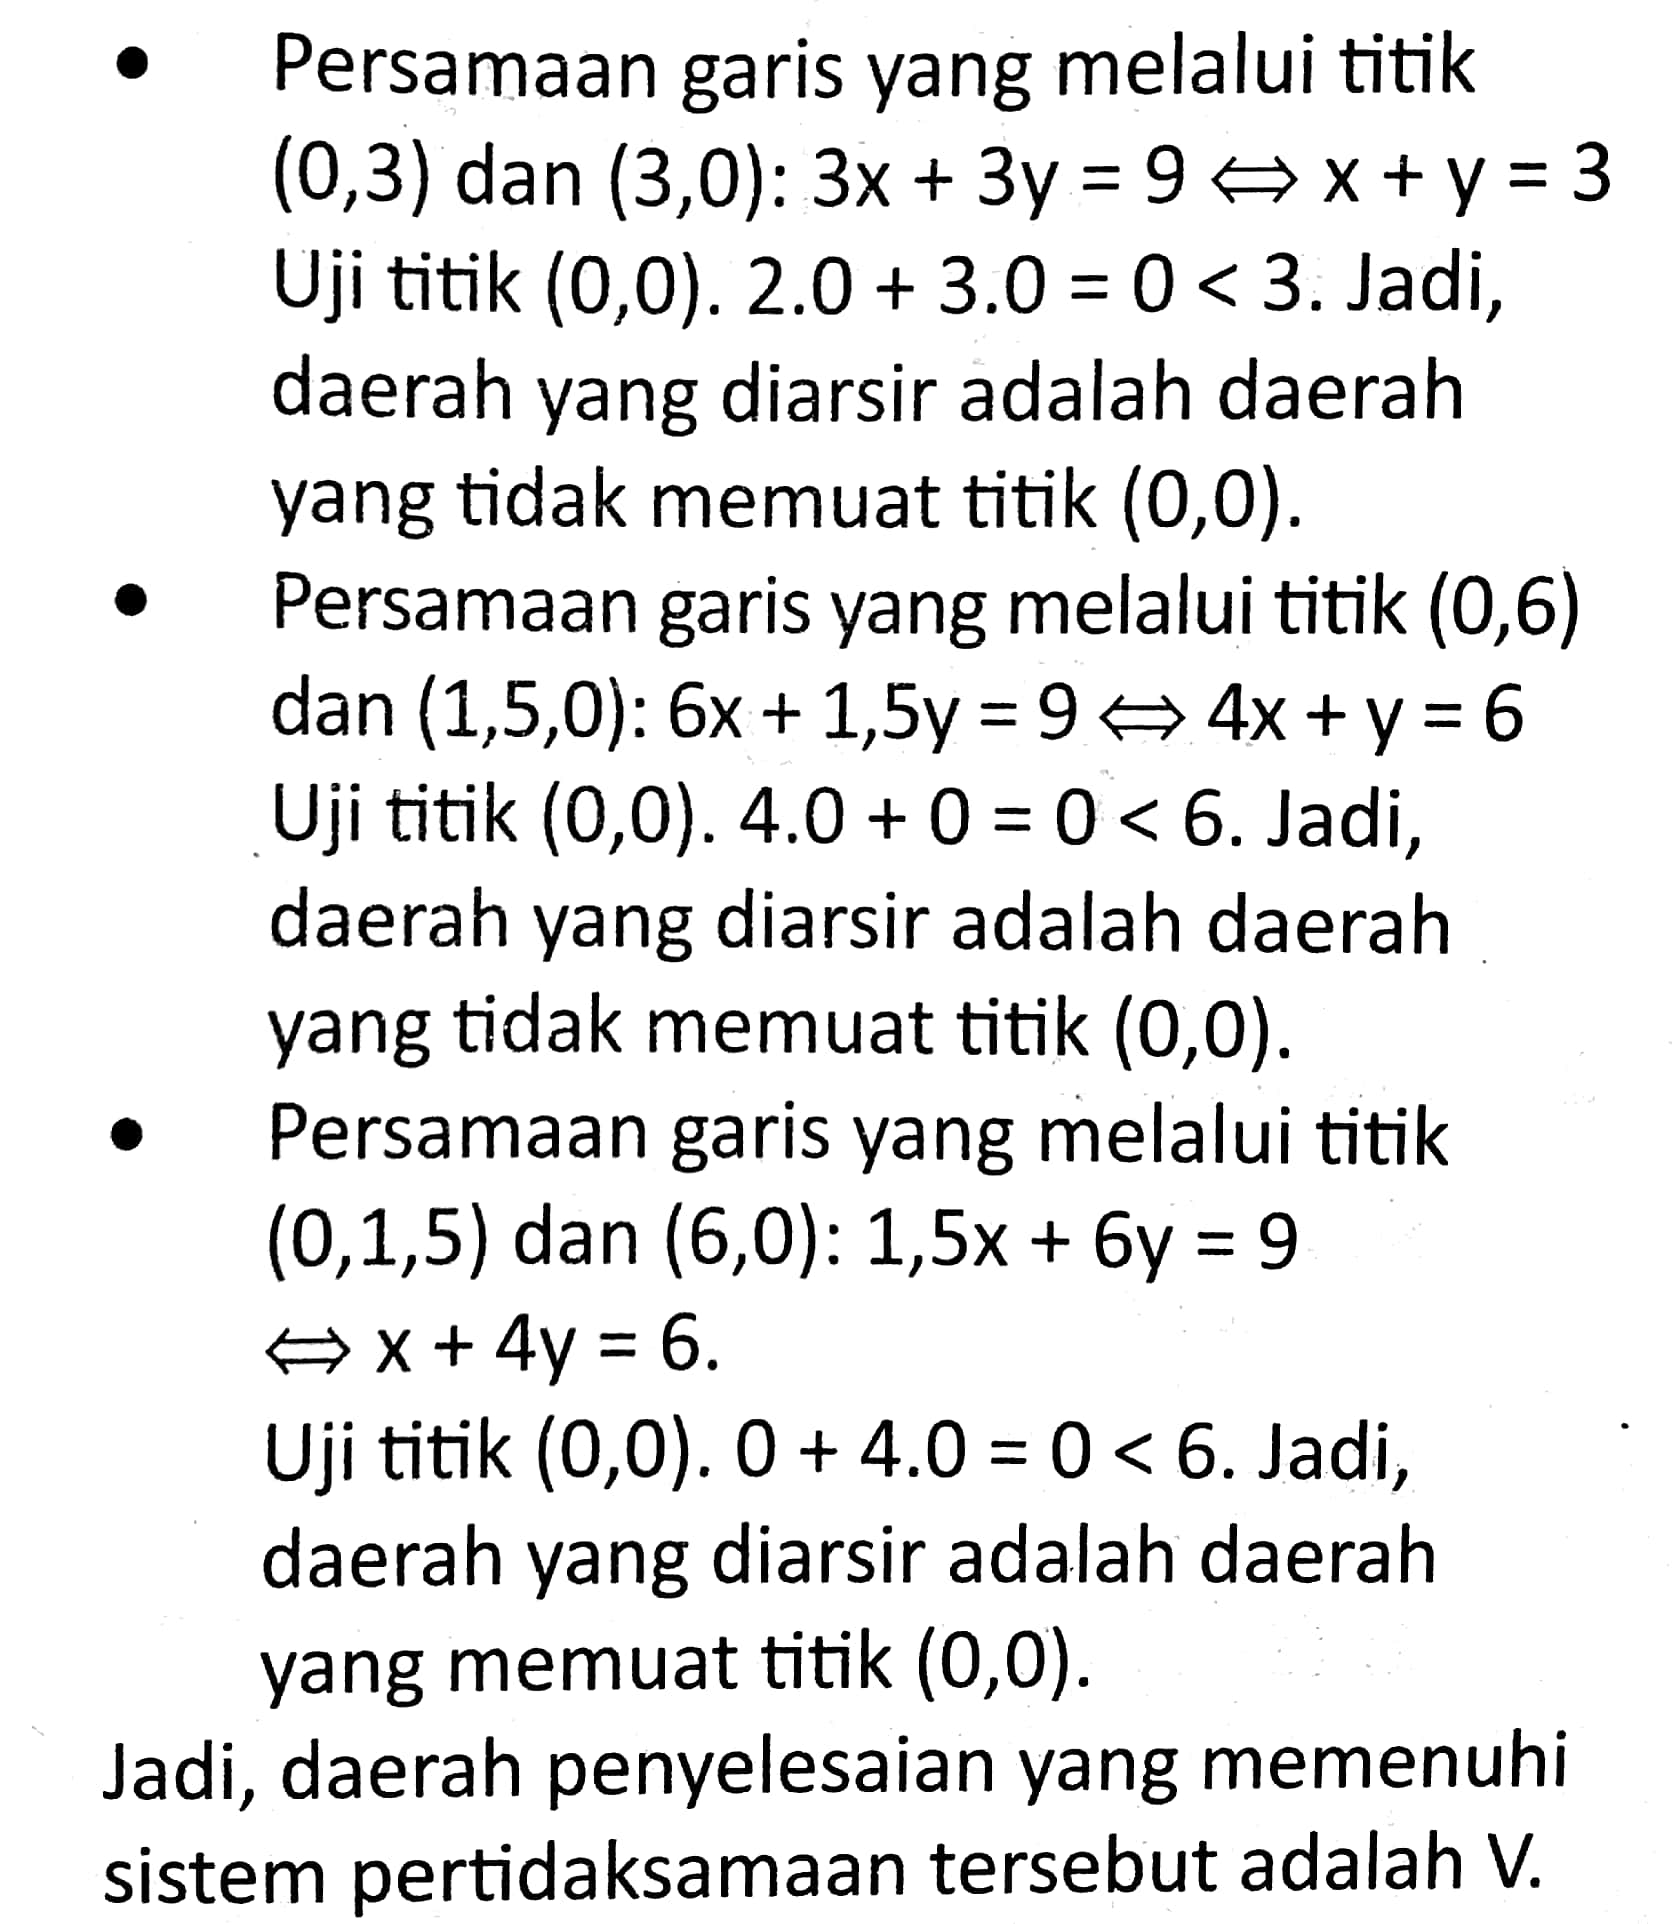 • Persamaan garis yang melalui titik
(0,3) dan (3,0): 3x + 3y = 9 ⟺ x + y = 3
Uji titik (0,0). 2.0 + 3.0 = 0 < 3. Jadi,
daerah yang diarsir adalah daerah
yang tidak memuat titik (0,0).
• Persamaan garis yang melalui titik (0,6)
dan (1,5,0): 6x + 1,5y = 9 ⟺ 4x + y = 6
Uji titik (0,0). 4.0 + 0 = 0 < 6. Jadi,
daerah yang diarsir adalah daerah
yang tidak memuat titik (0,0).
• Persamaan garis yang melalui titik
(0,1,5) dan (6,0): 1,5x + 6y = 9
⟺ x + 4y = 6.
Uji titik (0,0). 0 + 4.0 = 0 < 6. Jadi,
daerah yang diarsir adalah daerah
yang memuat titik (0,0).
Jadi, daerah penyelesaian yang memenuhi
sistem pertidaksamaan tersebut adalah V.